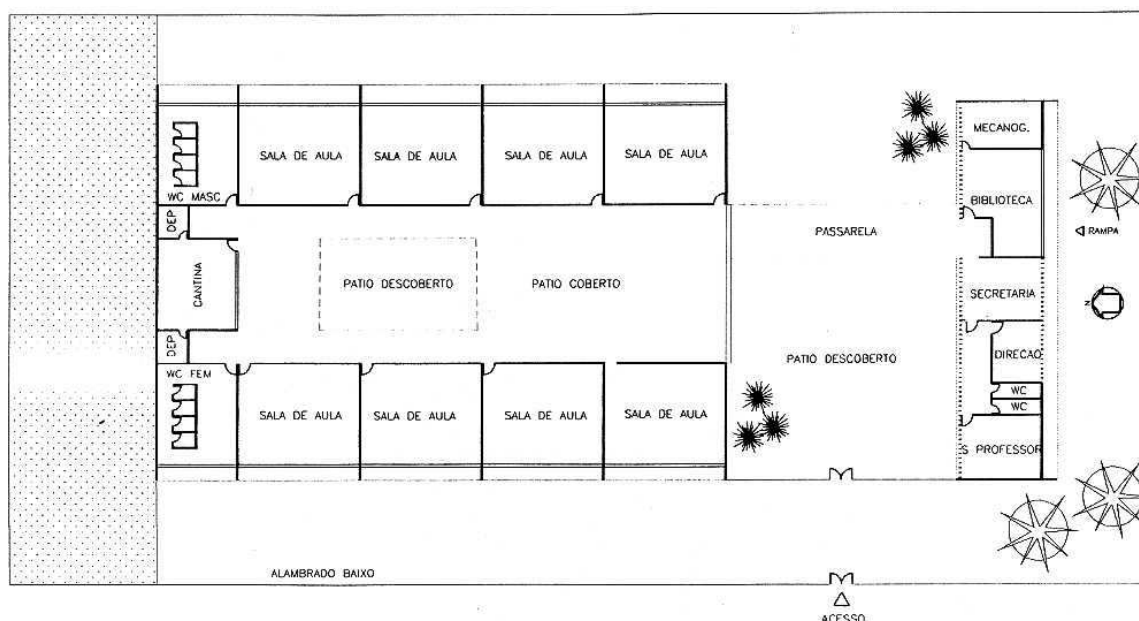 MECANOG.
SALA DE AULA
SALA DE AULA
SALA DE AULA
SALA DE AULA
WC MASC
BIBLIOTECA
DEP
PASSARELA
RAMPA
CANTINA
PATIO DESCOBERTO
PATIO COBERTO
SECRETARIA
N
DEP
PATIO DESCOBERTO
DIRECAO
WC FEM
WC
WC
SALA DE AULA
SALA DE AULA
SALA DE AULA
SALA DE AULA
S PROFESSOR
ALAMBRADO BAIXO
ACESSO